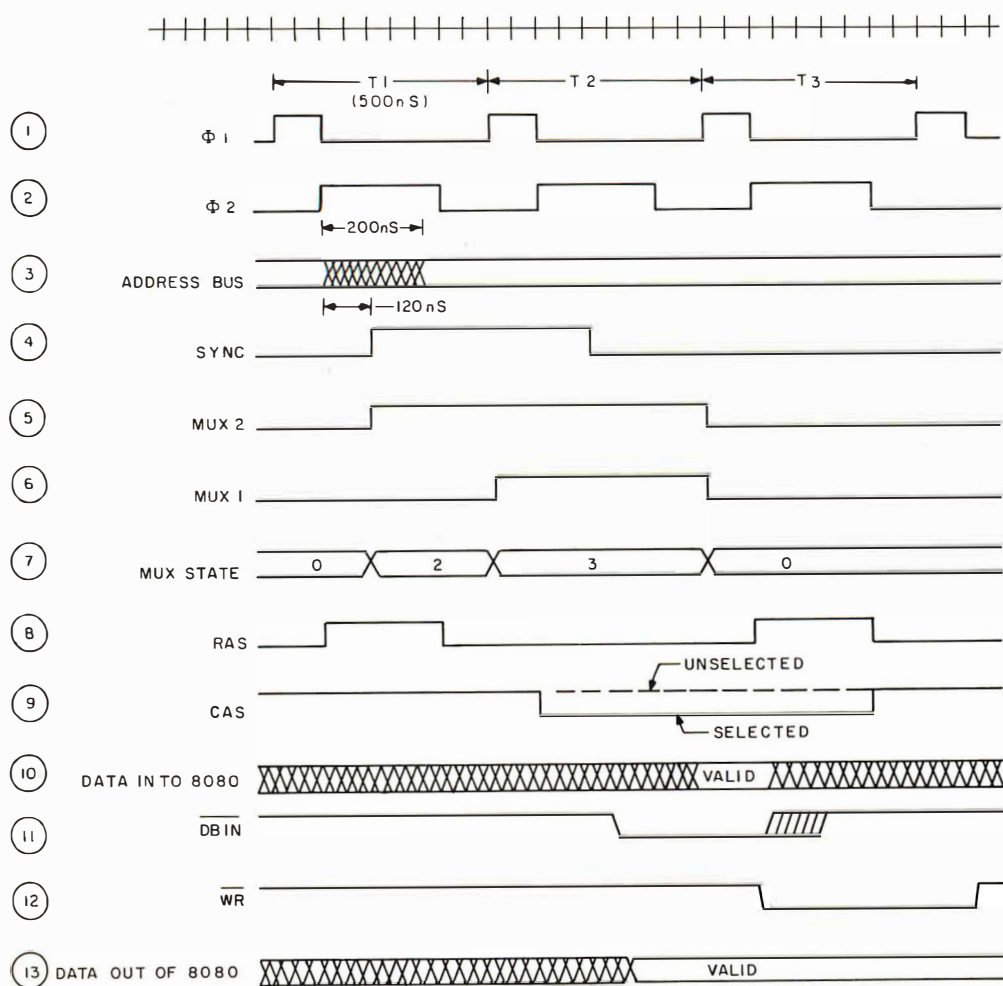 T1 T2 T3
(500nS)
1 Φ1
2 Φ2
200nS
3 ADDRESS BUS
120nS
4 SYNC
5 MUX 2
6 MUX 1
7 MUX STATE 0 2 3 0
8 RAS
UNSELECTED
9 CAS
SELECTED
10 DATA IN TO 8080 VALID
11 DBIN
12 WR
13 DATA OUT OF 8080 VALID